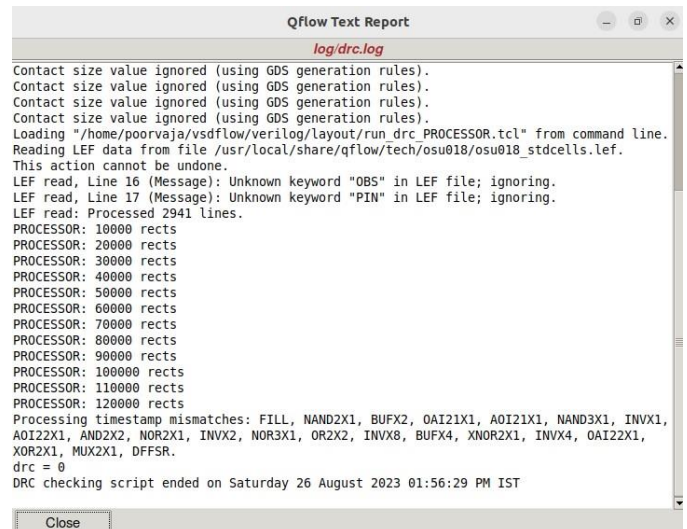 Qflow Text Report
log/drc.log
Contact size value ignored (using GDS generation rules).
Contact size value ignored (using GDS generation rules).
Contact size value ignored (using GDS generation rules).
Contact size value ignored (using GDS generation rules).
Loading "/home/poorvaja/vsdflow/verilog/layout/run_drc_PROCESSOR.tcl" from command line.
Reading LEF data from file /usr/local/share/qflow/tech/osu018/osu018_stdcells.lef.
This action cannot be undone.
LEF read, Line 16 (Message): Unknown keyword "OBS" in LEF file; ignoring.
LEF read, Line 17 (Message): Unknown keyword "PIN" in LEF file; ignoring.
LEF read: Processed 2941 lines.
PROCESSOR: 10000 rects
PROCESSOR: 20000 rects
PROCESSOR: 30000 rects
PROCESSOR: 40000 rects
PROCESSOR: 50000 rects
PROCESSOR: 60000 rects
PROCESSOR: 70000 rects
PROCESSOR: 80000 rects
PROCESSOR: 90000 rects
PROCESSOR: 100000 rects
PROCESSOR: 110000 rects
PROCESSOR: 120000 rects
Processing timestamp mismatches: FILL, NAND2X1, BUFX2, OAI21X1, AOI21X1, NAND3X1, INVX1,
AOI22X1, AND2X2, NOR2X1, INVX2, NOR3X1, OR2X2, INVX8, BUFX4, XNOR2X1, INVX4, OAI22X1,
XOR2X1, MUX2X1, DFFSR.
drc = 0
DRC checking script ended on Saturday 26 August 2023 01:56:29 PM IST
Close